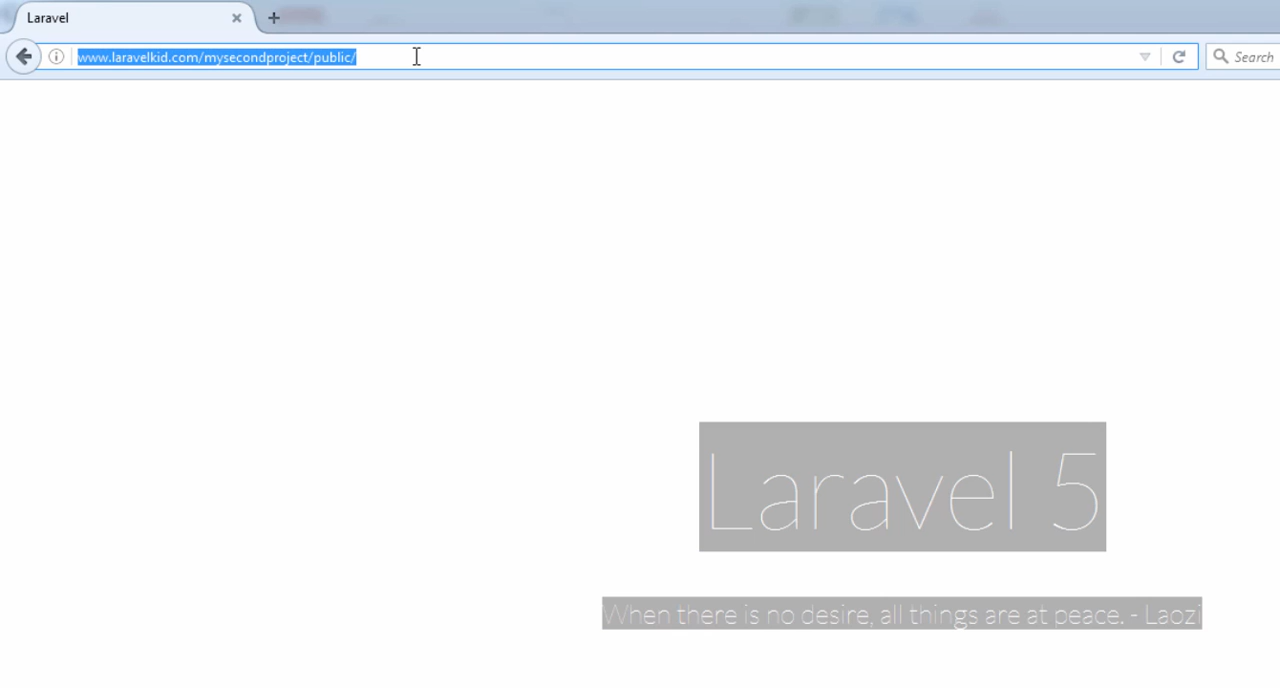 Laravel
www.laravelkid.com/mysecondproject/public/
Search
Laravel 5
When there is no desire, all things are at peace. - Laozi